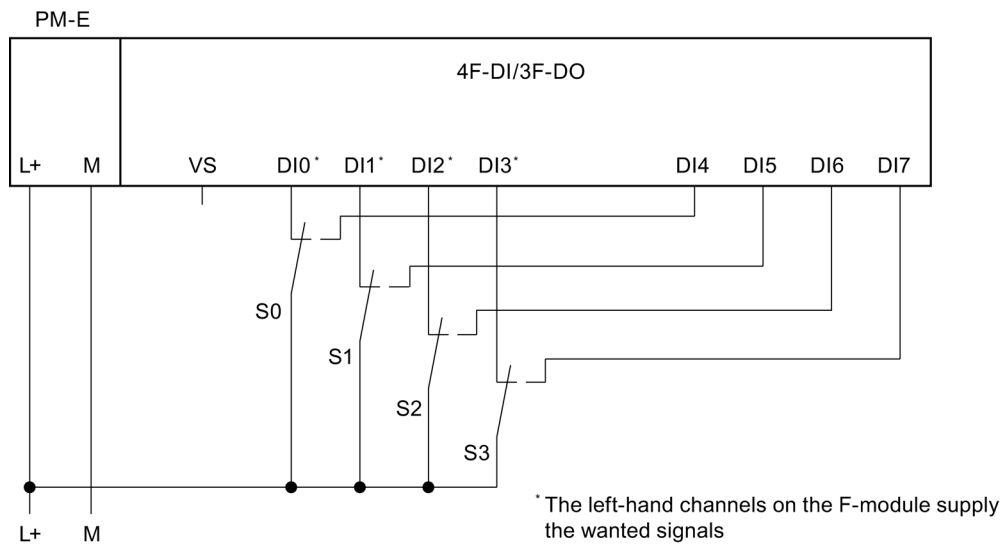 PM-E
4F-DI/3F-DO
L+ M VS DI0* DI1* DI2* DI3* DI4 DI5 DI6 DI7
S0
S1
S2
S3
* The left-hand channels on the F-module supply
the wanted signals
L+ M